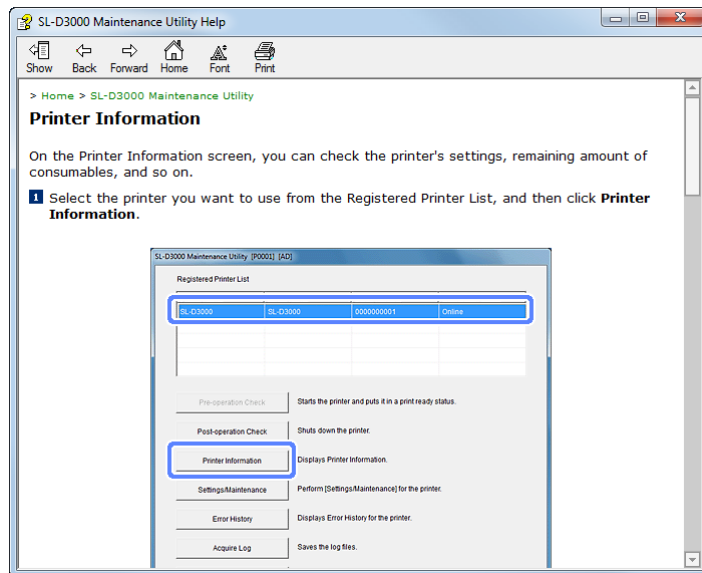 SL-D3000 Maintenance Utility Help
Show Back Forward Home Font Print
> Home > SL-D3000 Maintenance Utility
Printer Information
On the Printer Information screen, you can check the printer's settings, remaining amount of
consumables, and so on.
1 Select the printer you want to use from the Registered Printer List, and then click Printer
Information.
SL-D3000 Maintenance Utility [P0001] [AD]
Registered Printer List
SL-D3000 SL-D3000 0000000001 Online
Pre-operation Check Starts the printer and puts it in a print ready status.
Post-operation Check Shuts down the printer.
Printer Information Displays Printer Information.
Settings/Maintenance Perform [Settings/Maintenance] for the printer.
Error History Displays Error History for the printer.
Acquire Log Saves the log files.